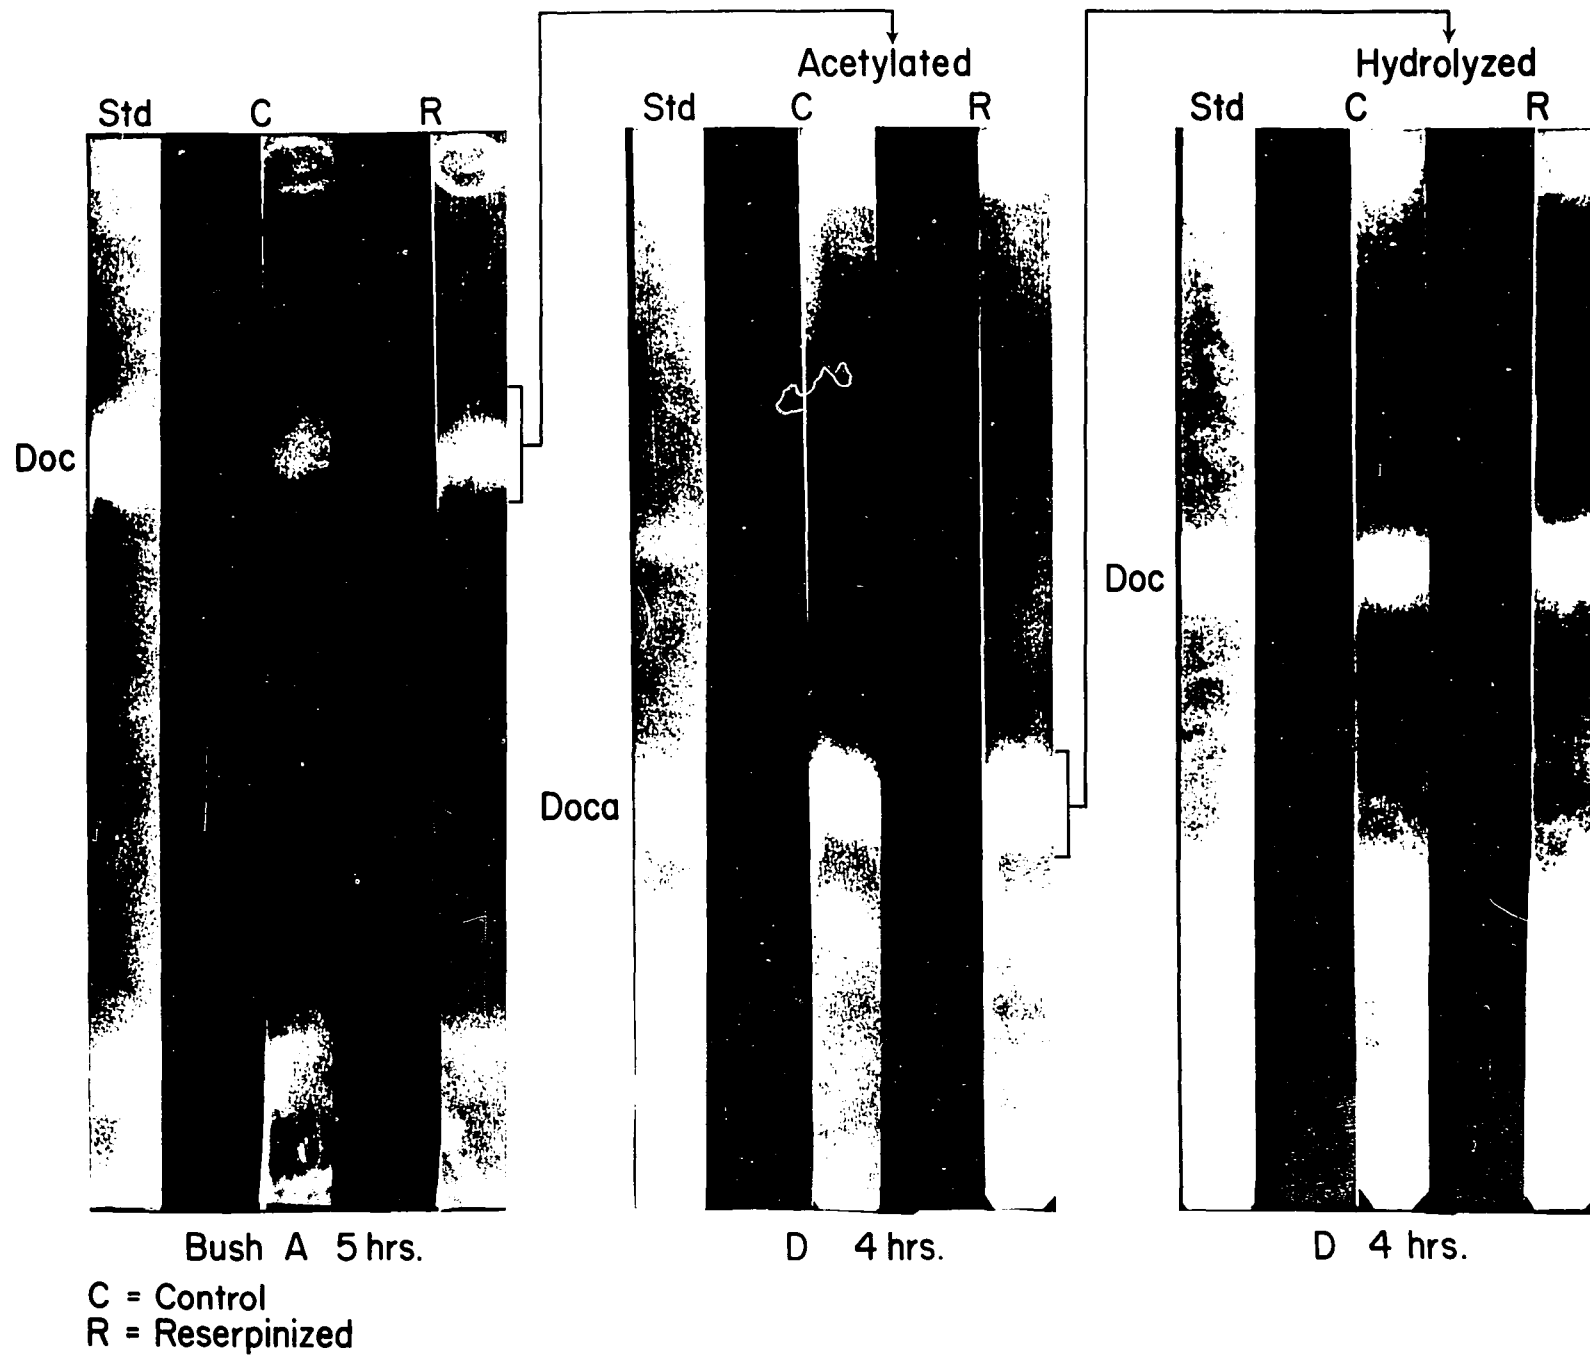 Acetylated
Hydrolyzed
Std C R
Std C R
Std C R
Doc
Doca
Doc
Bush A 5 hrs.
D 4 hrs.
D 4 hrs.
C = Control
R = Reserpinized